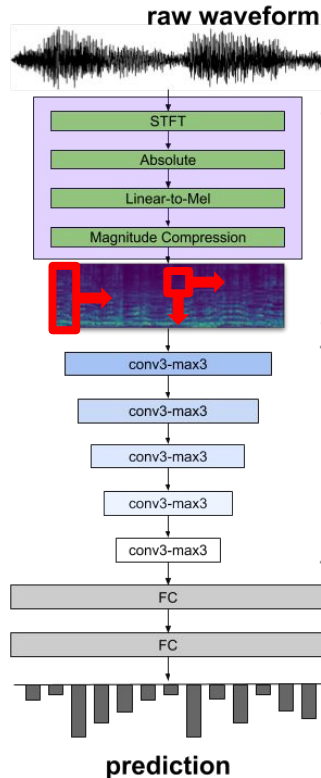 raw waveform
STFT
Absolute
Linear-to-Mel
Magnitude Compression
conv3-max3
conv3-max3
conv3-max3
conv3-max3
conv3-max3
FC
FC
prediction